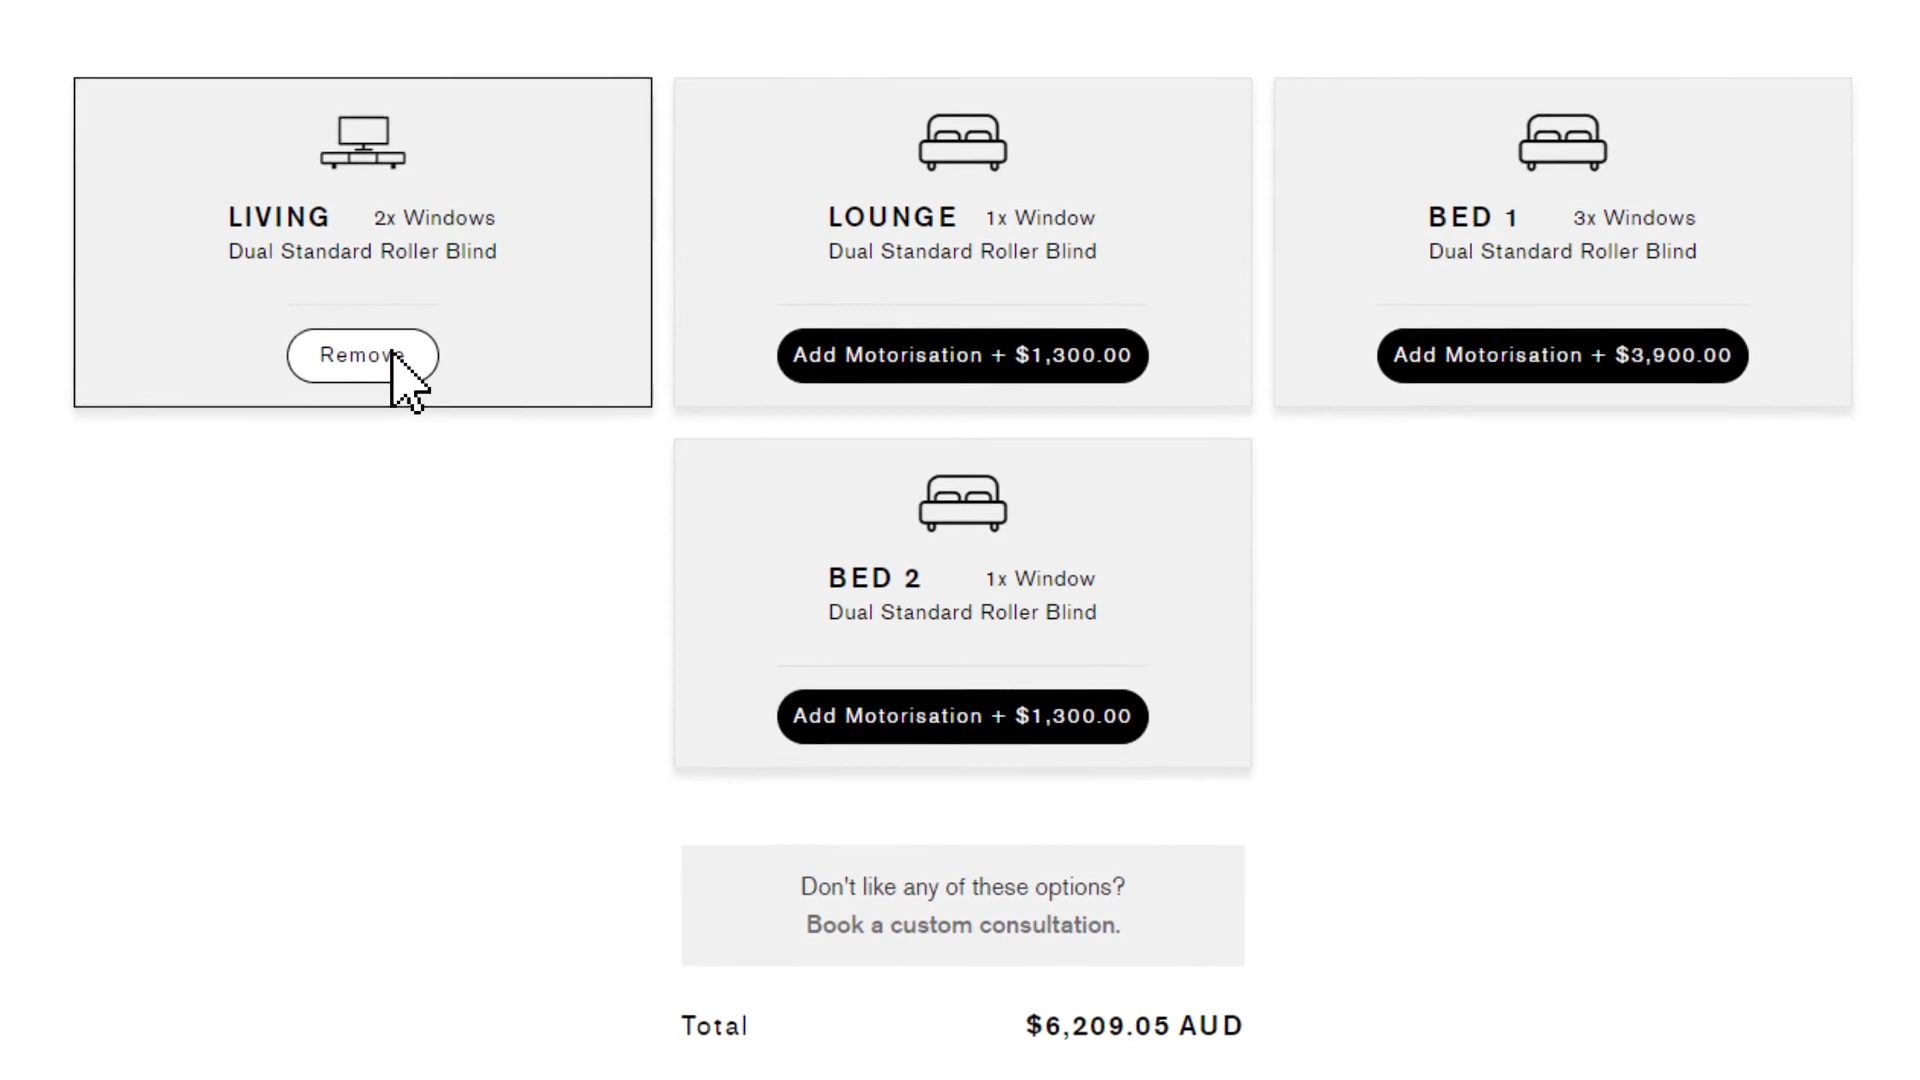 LIVING 2x Windows
Dual Standard Roller Blind
Remove
LOUNGE 1x Window
Dual Standard Roller Blind
Add Motorisation + $1,300.00
BED 1 3x Windows
Dual Standard Roller Blind
Add Motorisation + $3,900.00
BED 2 1x Window
Dual Standard Roller Blind
Add Motorisation + $1,300.00
Don't like any of these options?
Book a custom consultation.
Total $6,209.05 AUD